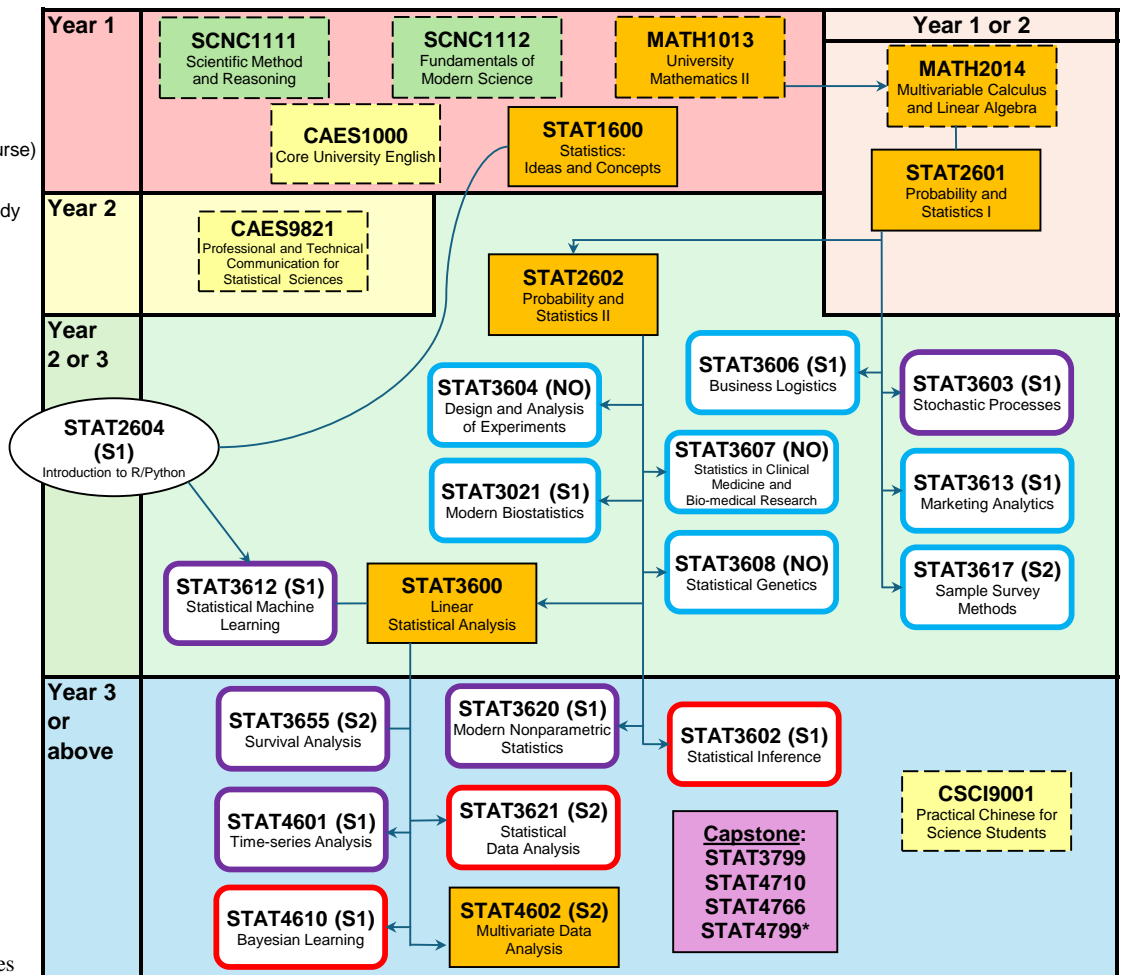 Year 1
SCNC1111
Scientific Method
and Reasoning
SCNC1112
Fundamentals of
Modern Science
MATH1013
University
Mathematics II
Year 1 or 2
MATH2014
Multivariable Calculus
and Linear Algebra
urse)
CAES1000
Core University English
STAT1600
Statistics:
Ideas and Concepts
STAT2601
Probability and
Statistics I
dy
Year 2
CAES9821
Professional and Technical
Communication for
Statistical Sciences
STAT2602
Probability and
Statistics II
Year
2 or 3
STAT3606 (S1)
Business Logistics
STAT3604 (NO)
Design and Analysis
of Experiments
STAT3603 (S1)
Stochastic Processes
STAT2604
(S1)
Introduction to R/Python
STAT3607 (NO)
Statistics in Clinical
Medicine and
Bio-medical Research
STAT3021 (S1)
Modern Biostatistics
STAT3613 (S1)
Marketing Analytics
STAT3608 (NO)
Statistical Genetics
STAT3617 (S2)
Sample Survey
Methods
STAT3612 (S1)
Statistical Machine
Learning
STAT3600
Linear
Statistical Analysis
Year 3
or
above
STAT3655 (S2)
Survival Analysis
STAT3620 (S1)
Modern Nonparametric
Statistics
STAT3602 (S1)
Statistical Inference
CSCI9001
Practical Chinese for
Science Students
STAT4601 (S1)
Time-series Analysis
STAT3621 (S2)
Statistical
Data Analysis
Capstone:
STAT3799
STAT4710
STAT4766
STAT4799*
STAT4610 (S1)
Bayesian Learning
STAT4602 (S2)
Multivariate Data
Analysis
es